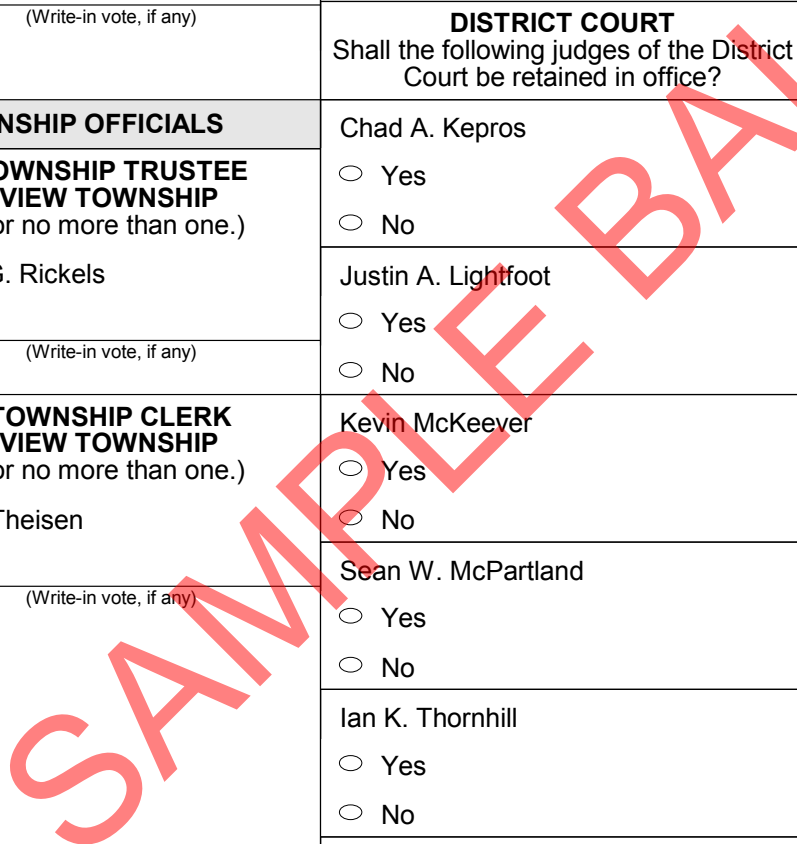 (Write-in vote, if any)
NSHIP OFFICIALS
OWNSHIP TRUSTEE
VIEW TOWNSHIP
or no more than one.)
G. Rickels
(Write-in vote, if any)
TOWNSHIP CLERK
VIEW TOWNSHIP
or no more than one.)
Theisen
(Write-in vote, if any)
DISTRICT COURT
Shall the following judges of the District
Court be retained in office?
Chad A. Kepros
Yes
No
Justin A. Lightfoot
Yes
No
Kevin McKeever
Yes
No
Sean W. McPartland
Yes
No
Ian K. Thornhill
Yes
No
SAMPLE BAL